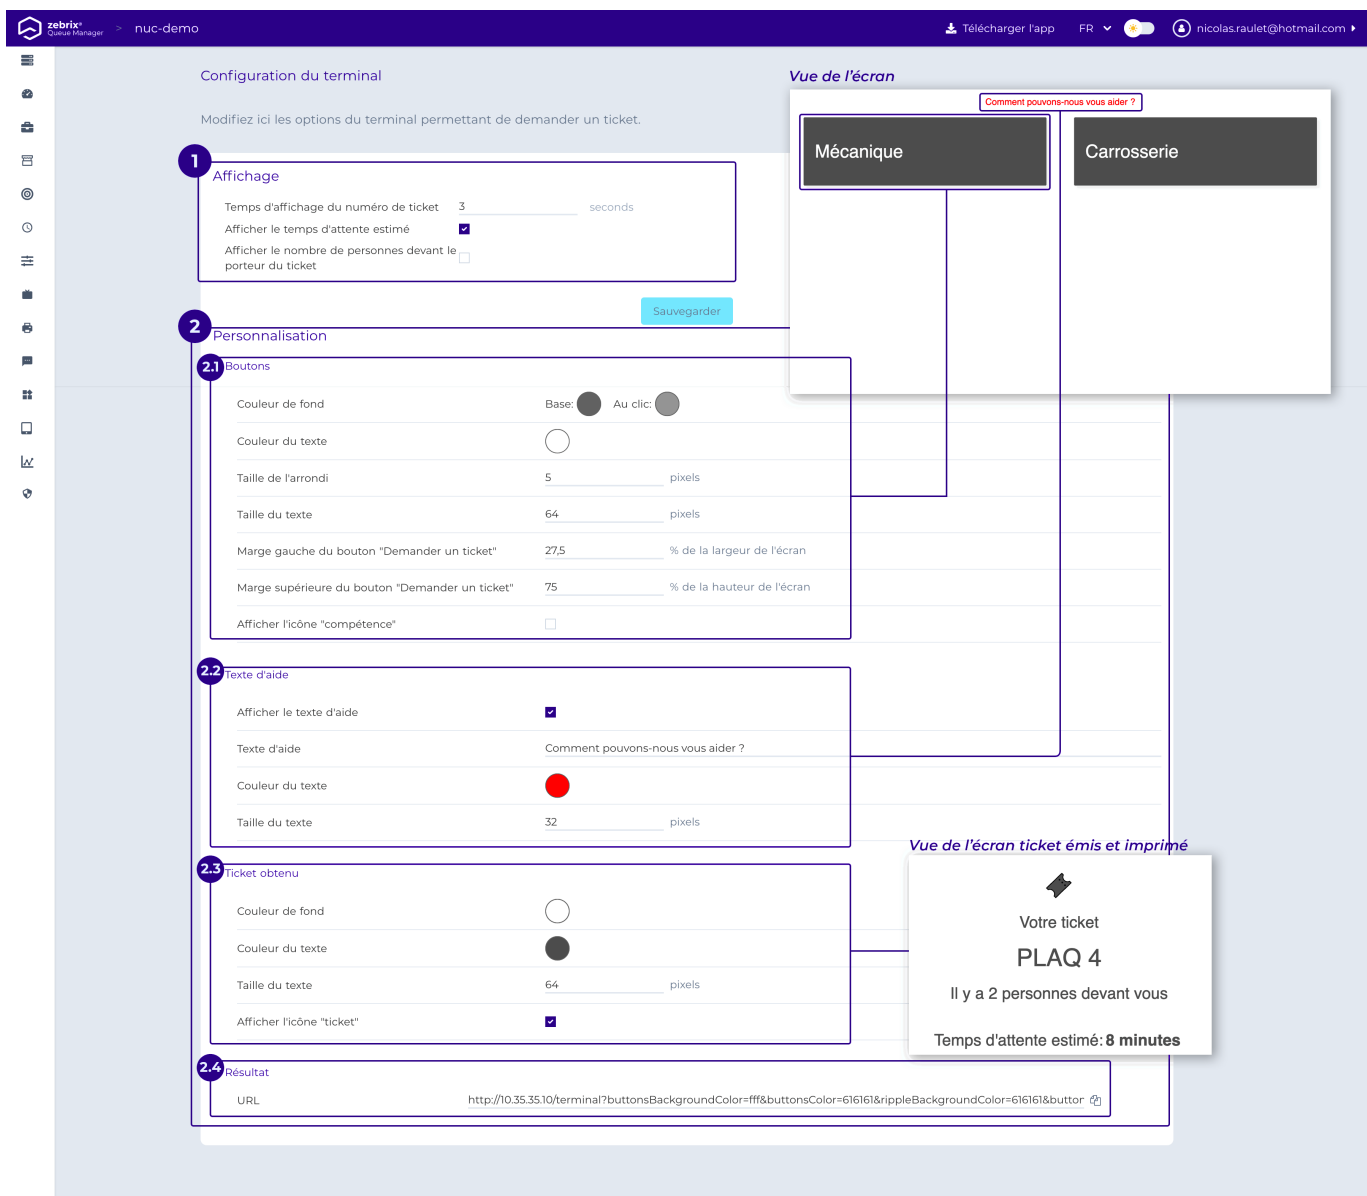 zebrix®
Queue Manager
> nuc-demo
Télécharger l'app
FR
nicolas.raulet@hotmail.com
Configuration du terminal
Vue de l'écran
Modifiez ici les options du terminal permettant de demander un ticket.
Comment pouvons-nous vous aider ?
Mécanique
Carrosserie
1
Affichage
Temps d'affichage du numéro de ticket 3 seconds
Afficher le temps d'attente estimé
Afficher le nombre de personnes devant le
porteur du ticket
Sauvegarder
2
Personnalisation
2.1
Boutons
Couleur de fond Base: Au clic:
Couleur du texte
Taille de l'arrondi 5 pixels
Taille du texte 64 pixels
Marge gauche du bouton "Demander un ticket" 27,5 % de la largeur de l'écran
Marge supérieure du bouton "Demander un ticket" 75 % de la hauteur de l'écran
Afficher l'icône "compétence"
2.2
Texte d'aide
Afficher le texte d'aide
Texte d'aide Comment pouvons-nous vous aider ?
Couleur du texte
Taille du texte 32 pixels
Vue de l'écran ticket émis et imprimé
2.3
Ticket obtenu
Couleur de fond
Couleur du texte
Taille du texte 64 pixels
Afficher l'icône "ticket"
Votre ticket
PLAQ 4
Il y a 2 personnes devant vous
Temps d'attente estimé: 8 minutes
2.4
Résultat
URL http://10.35.35.10/terminal?buttonsBackgroundColor=fff&buttonsColor=616161&rippleBackgroundColor=616161&button